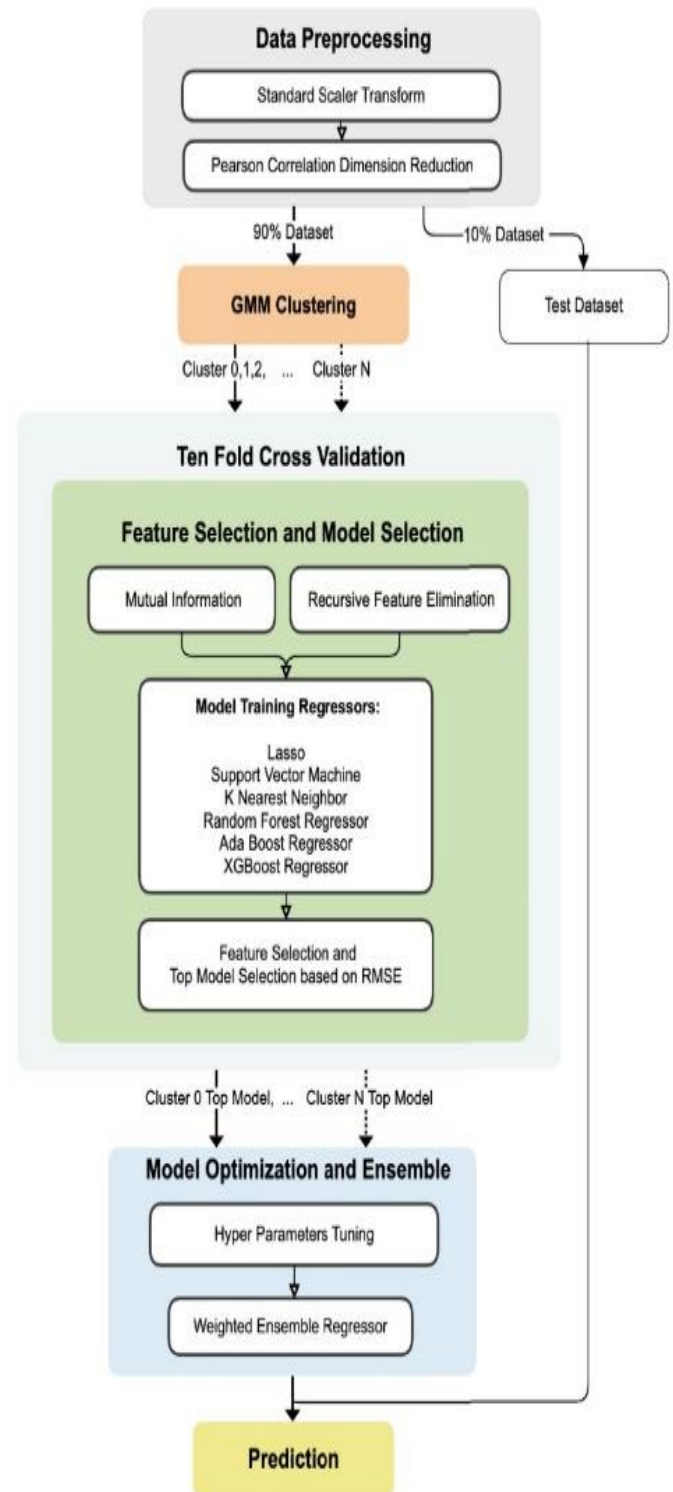 Data Preprocessing
Standard Scaler Transform
Pearson Correlation Dimension Reduction
90% Dataset
10% Dataset
GMM Clustering
Test Dataset
Cluster 0,1,2, ... Cluster N
Ten Fold Cross Validation
Feature Selection and Model Selection
Mutual Information
Recursive Feature Elimination
Model Training Regressors:
Lasso
Support Vector Machine
K Nearest Neighbor
Random Forest Regressor
Ada Boost Regressor
XGBoost Regressor
Feature Selection and
Top Model Selection based on RMSE
Cluster 0 Top Model, ... Cluster N Top Model
Model Optimization and Ensemble
Hyper Parameters Tuning
Weighted Ensemble Regressor
Prediction